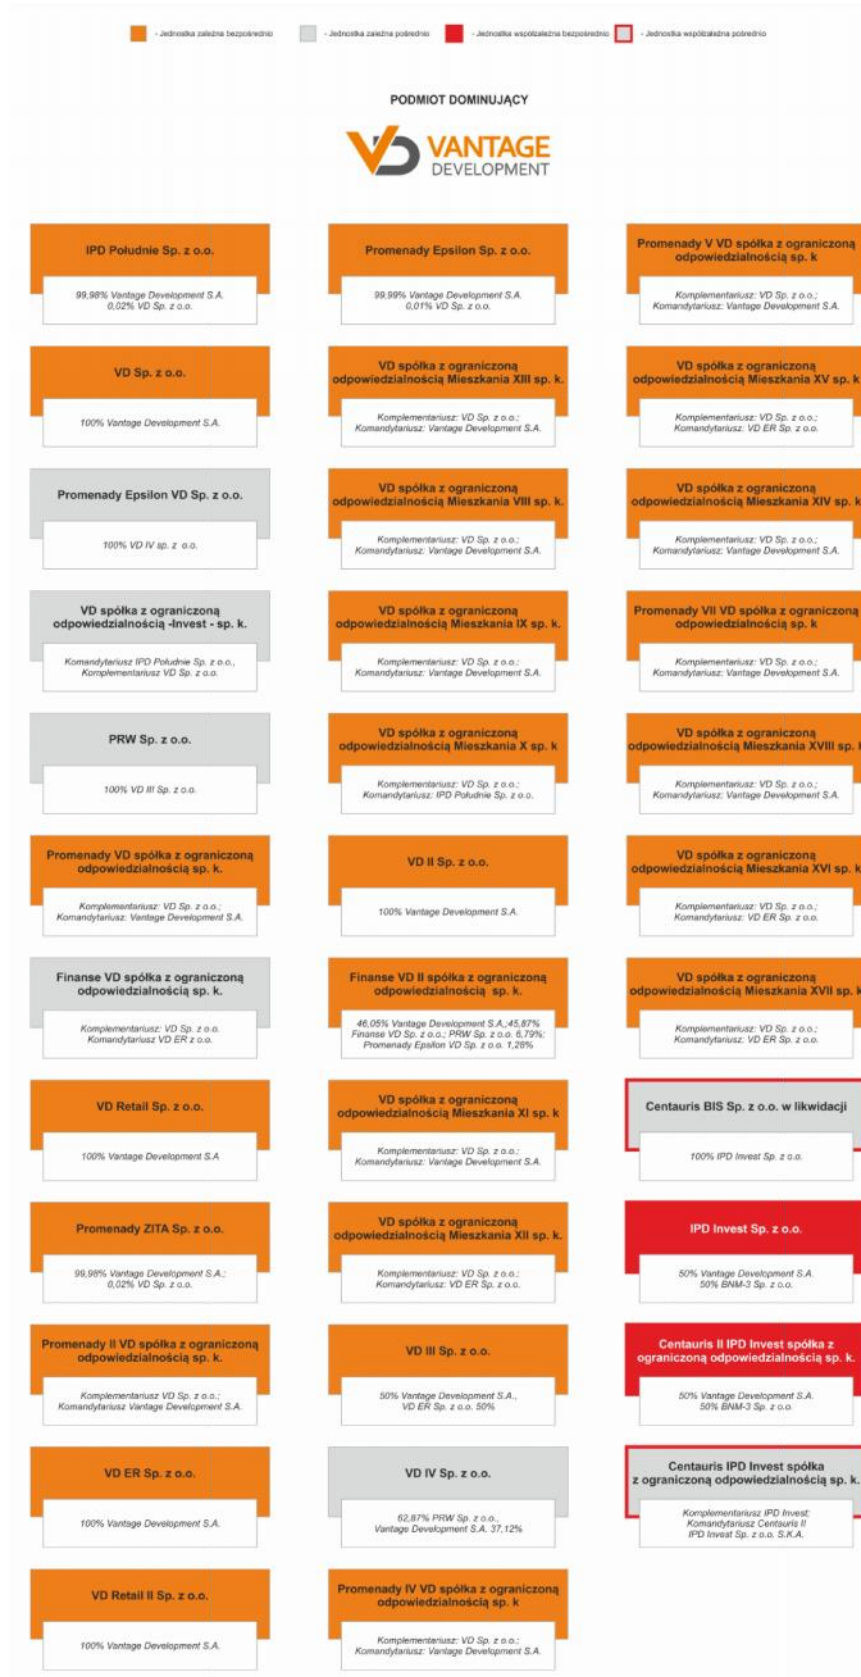 - Jednostka zależna bezpośrednio
- Jednostka zależna pośrednio
- Jednostka współzależna bezpośrednio
- Jednostka współzależna pośrednio
PODMIOT DOMINUJĄCY
VANTAGE
DEVELOPMENT
IPD Południe Sp. z o.o.
99,98% Vantage Development S.A.
0,02% VD Sp. z o.o.
VD Sp. z o.o.
100% Vantage Development S.A.
Promenady Epsilon VD Sp. z o.o.
100% VD IV sp. z o.o.
VD spółka z ograniczoną
odpowiedzialnością -Invest - sp. k.
Komandytariusz IPD Południe Sp. z o.o.,
Komplementariusz VD Sp. z o.o.
PRW Sp. z o.o.
100% VD III Sp. z o.o.
Promenady VD spółka z ograniczoną
odpowiedzialnością sp. k.
Komplementariusz: VD Sp. z o.o.;
Komandytariusz: Vantage Development S.A.
Finanse VD spółka z ograniczoną
odpowiedzialnością sp. k.
Komplementariusz: VD Sp. z o.o.
Komandytariusz VD ER z o.o.
VD Retail Sp. z o.o.
100% Vantage Development S.A
Promenady ZITA Sp. z o.o.
99,98% Vantage Development S.A.;
0,02% VD Sp. z o.o.
Promenady II VD spółka z ograniczoną
odpowiedzialnością sp. k.
Komplementariusz VD Sp. z o.o.;
Komandytariusz Vantage Development S.A.
VD ER Sp. z o.o.
100% Vantage Development S.A.
VD Retail II Sp. z o.o.
100% Vantage Development S.A.
Promenady Epsilon Sp. z o.o.
99,99% Vantage Development S.A.
0,01% VD Sp. z o.o.
VD spółka z ograniczoną
odpowiedzialnością Mieszkania XIII sp. k.
Komplementariusz: VD Sp. z o.o.;
Komandytariusz: Vantage Development S.A.
VD spółka z ograniczoną
odpowiedzialnością Mieszkania VIII sp. k.
Komplementariusz: VD Sp. z o.o.;
Komandytariusz: Vantage Development S.A.
VD spółka z ograniczoną
odpowiedzialnością Mieszkania IX sp. k.
Komplementariusz: VD Sp. z o.o.;
Komandytariusz: Vantage Development S.A.
VD spółka z ograniczoną
odpowiedzialnością Mieszkania X sp. k
Komplementariusz: VD Sp. z o.o.;
Komandytariusz: IPD Południe Sp. z o.o.
VD II Sp. z o.o.
100% Vantage Development S.A.
Finanse VD II spółka z ograniczoną
odpowiedzialnością sp. k.
46,05% Vantage Development S.A.;45,87%
Finanse VD Sp. z o.o.; PRW Sp. z o.o. 6,79%;
Promenady Epsilon VD Sp. z o.o. 1,28%
VD spółka z ograniczoną
odpowiedzialnością Mieszkania XI sp. k
Komplementariusz: VD Sp. z o.o.;
Komandytariusz: Vantage Development S.A.
VD spółka z ograniczoną
odpowiedzialnością Mieszkania XII sp. k.
Komplementariusz: VD Sp. z o.o.;
Komandytariusz: VD ER Sp. z o.o.
VD III Sp. z o.o.
50% Vantage Development S.A.,
VD ER Sp. z o.o. 50%
VD IV Sp. z o.o.
62,87% PRW Sp. z o.o.,
Vantage Development S.A. 37,12%
Promenady IV VD spółka z ograniczoną
odpowiedzialnością sp. k
Komplementariusz: VD Sp. z o.o.;
Komandytariusz: Vantage Development S.A.
Promenady V VD spółka z ograniczoną
odpowiedzialnością sp. k
Komplementariusz: VD Sp. z o.o.;
Komandytariusz: Vantage Development S.A.
VD spółka z ograniczoną
odpowiedzialnością Mieszkania XV sp. k
Komplementariusz: VD Sp. z o.o.;
Komandytariusz: VD ER Sp. z o.o.
VD spółka z ograniczoną
odpowiedzialnością Mieszkania XIV sp. k
Komplementariusz: VD Sp. z o.o.;
Komandytariusz: Vantage Development S.A.
Promenady VII VD spółka z ograniczoną
odpowiedzialnością sp. k
Komplementariusz: VD Sp. z o.o.;
Komandytariusz: Vantage Development S.A.
VD spółka z ograniczoną
odpowiedzialnością Mieszkania XVIII sp. k
Komplementariusz: VD Sp. z o.o.;
Komandytariusz: Vantage Development S.A.
VD spółka z ograniczoną
odpowiedzialnością Mieszkania XVI sp. k
Komplementariusz: VD Sp. z o.o.;
Komandytariusz: VD ER Sp. z o.o.
VD spółka z ograniczoną
odpowiedzialnością Mieszkania XVII sp. k
Komplementariusz: VD Sp. z o.o.;
Komandytariusz: VD ER Sp. z o.o.
Centauris BIS Sp. z o.o. w likwidacji
100% IPD Invest Sp. z o.o.
IPD Invest Sp. z o.o.
50% Vantage Development S.A.
50% BNM-3 Sp. z o.o.
Centauris II IPD Invest spółka z
ograniczoną odpowiedzialnością sp. k.
50% Vantage Development S.A.
50% BNM-3 Sp. z o.o.
Centauris IPD Invest spółka
z ograniczoną odpowiedzialnością sp. k.
Komplementariusz IPD Invest;
Komandytariusz Centauris II
IPD Invest Sp. z o.o. S.K.A.